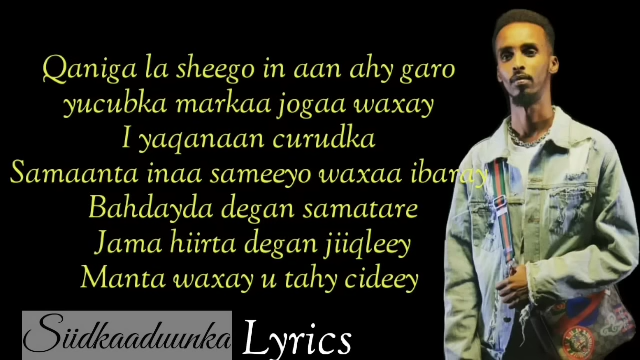 Qaniga la sheego in aan ahy garo
yucubka markaa jogaa waxay
I yaqanaan curudka
Samaanta inaa sameeyo waxaa ibaray
Bahdayda degan samatare
Jama hiirta degan jiiqleey
Manta waxay u tahy cideey
Siidkaaduunka Lyrics